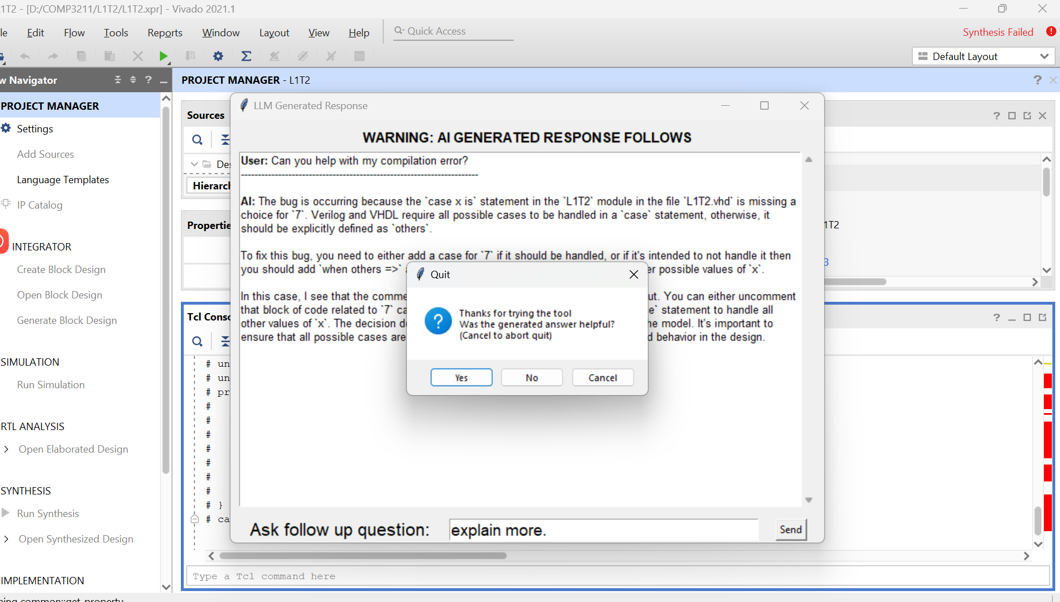 1T2 - [D:/COMP3211/L1T2/L1T2.xpr] - Vivado 2021.1
le Edit Flow Tools Reports Window Layout View Help Quick Access Synthesis Failed
Default Layout
w Navigator
PROJECT MANAGER - L1T2
PROJECT MANAGER
Settings
Add Sources
Language Templates
IP Catalog
INTEGRATOR
Create Block Design
Open Block Design
Generate Block Design
SIMULATION
Run Simulation
RTL ANALYSIS
Open Elaborated Design
SYNTHESIS
Run Synthesis
Open Synthesized Design
IMPLEMENTATION
Sources
De
Hierarch
Propertie
1T2
3
Tcl Conso
# un
# un
# pr
#
#
#
#
#
#
#
# }
# ca
Type a Tcl command here
LLM Generated Response
WARNING: AI GENERATED RESPONSE FOLLOWS
User: Can you help with my compilation error?
--------------------------------------------------------------------
AI: The bug is occurring because the `case x is` statement in the `L1T2` module in the file `L1T2.vhd` is missing a
choice for `7`. Verilog and VHDL require all possible cases to be handled in a `case` statement, otherwise, it
should be explicitly defined as `others`.
To fix this bug, you need to either add a case for `7` if it should be handled, or if it's intended to not handle it then
you should add `when others =>` er possible values of `x`.
In this case, I see that the comme ut. You can either uncomment
that block of code related to `7` ca e` statement to handle all
other values of `x`. The decision d he model. It's important to
ensure that all possible cases are d behavior in the design.
Ask follow up question: explain more. Send
Quit
Thanks for trying the tool
Was the generated answer helpful?
(Cancel to abort quit)
Yes No Cancel